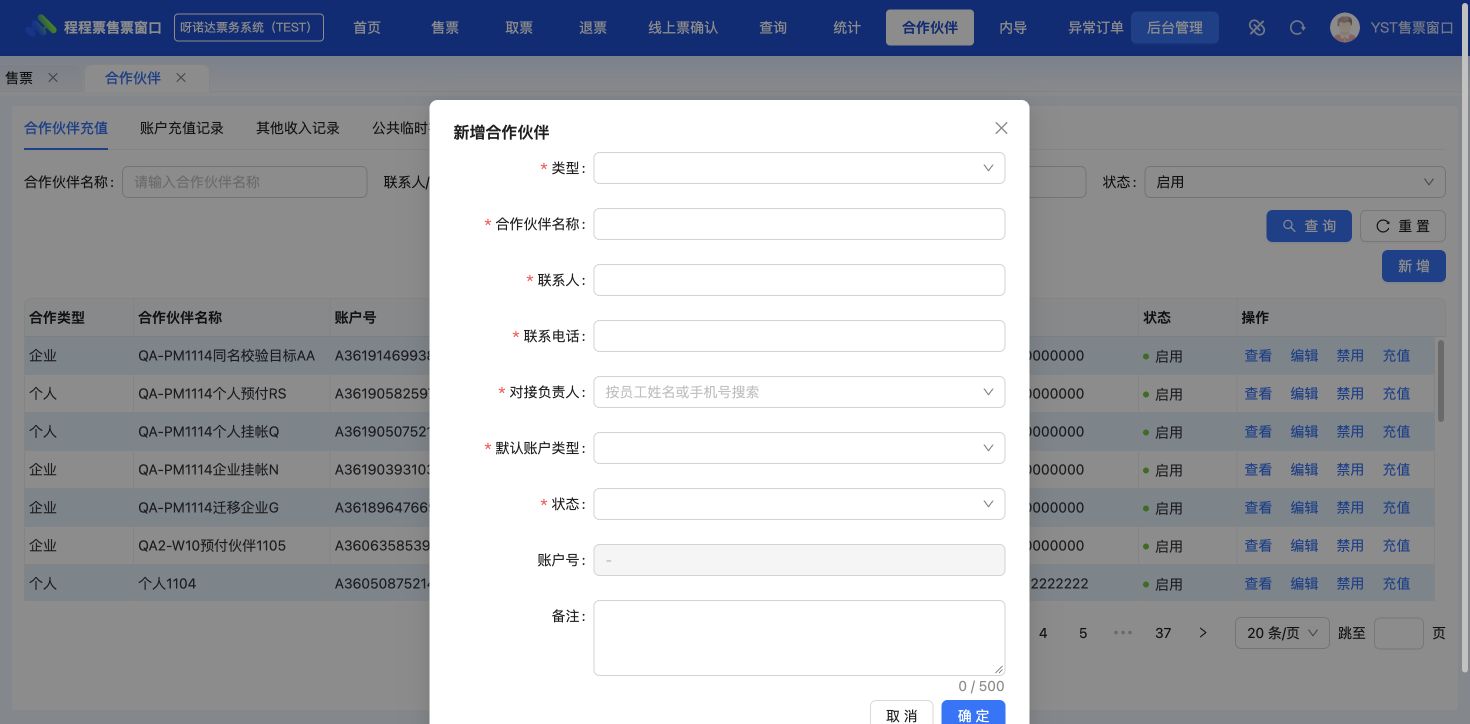 程程票售票窗口 呀诺达票务系统（TEST） 首页 售票 取票 退票 线上票确认 查询 统计 合作伙伴 内导 异常订单 后台管理 YST售票窗口
售票 合作伙伴
合作伙伴充值 账户充值记录 其他收入记录 公共临时
合作伙伴名称: 请输入合作伙伴名称 联系人/ 状态: 启用
查 询 重 置
新 增
合作类型 合作伙伴名称 账户号 状态 操作
企业 QA-PM1114同名校验目标AA A3619146993 0000000 启用 查看 编辑 禁用 充值
个人 QA-PM1114个人预付RS A361905825 0000000 启用 查看 编辑 禁用 充值
个人 QA-PM1114个人挂帐Q A361905075 0000000 启用 查看 编辑 禁用 充值
企业 QA-PM1114企业挂帐N A3619039310 0000000 启用 查看 编辑 禁用 充值
企业 QA-PM1114迁移企业G A361896476 0000000 启用 查看 编辑 禁用 充值
企业 QA2-W10预付伙伴1105 A3606358539 0000000 启用 查看 编辑 禁用 充值
个人 个人1104 A360508752 2222222 启用 查看 编辑 禁用 充值
4 5 ••• 37 20 条/页 跳至 页
新增合作伙伴
* 类型:
* 合作伙伴名称:
* 联系人:
* 联系电话:
* 对接负责人: 按员工姓名或手机号搜索
* 默认账户类型:
* 状态:
账户号: -
备注:
0 / 500
取 消 确 定